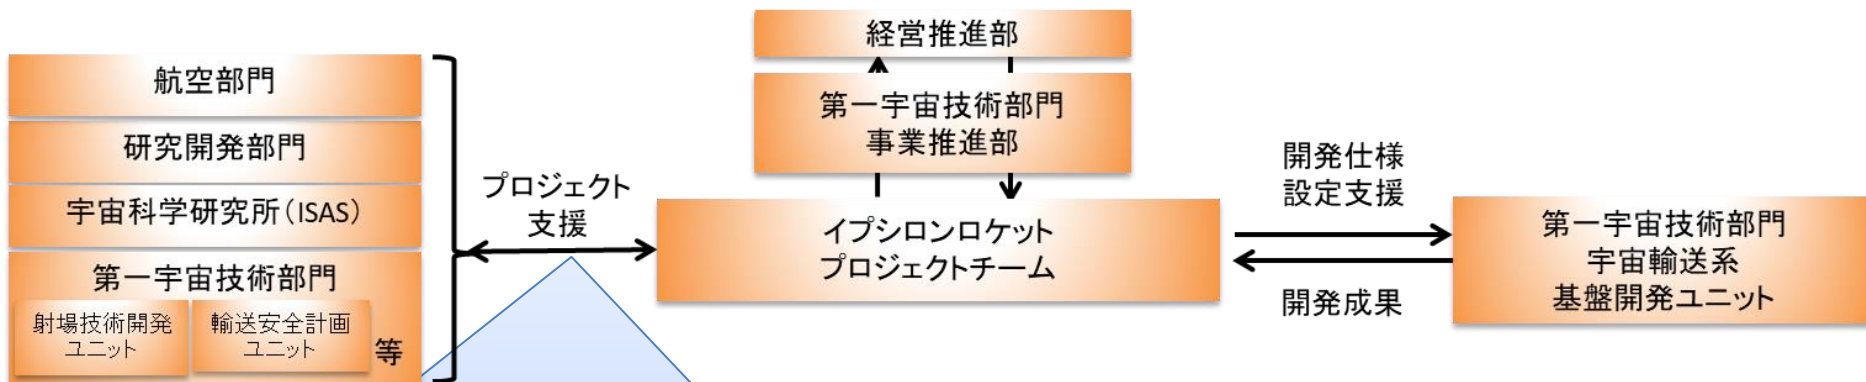 経営推進部
航空部門
第一宇宙技術部門
事業推進部
研究開発部門
開発仕様
設定支援
プロジェクト
支援
宇宙科学研究所(ISAS)
イプシロンロケット
プロジェクトチーム
第一宇宙技術部門
宇宙輸送系
基盤開発ユニット
第一宇宙技術部門
開発成果
射場技術開発
ユニット
輸送安全計画
ユニット
等